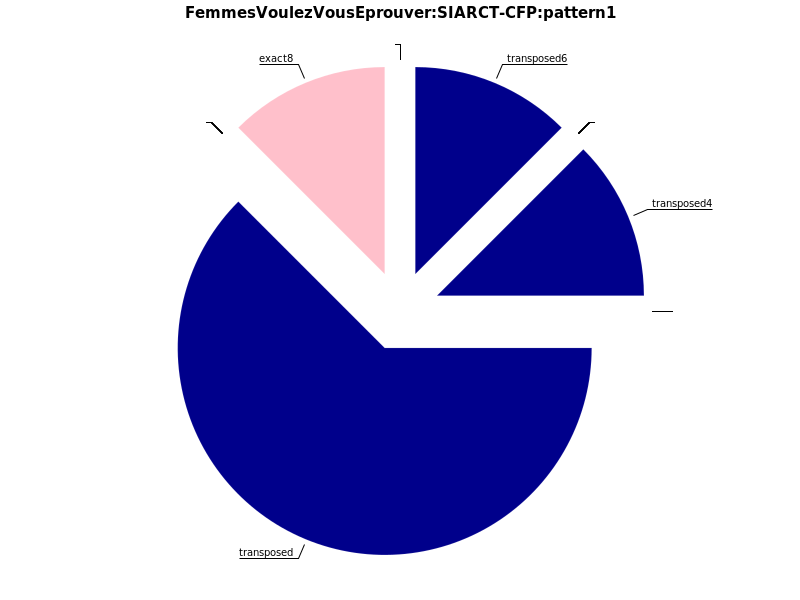 FemmesVoulezVousEprouver:SIARCT-CFP:pattern1
exact8
transposed6
transposed4
transposed